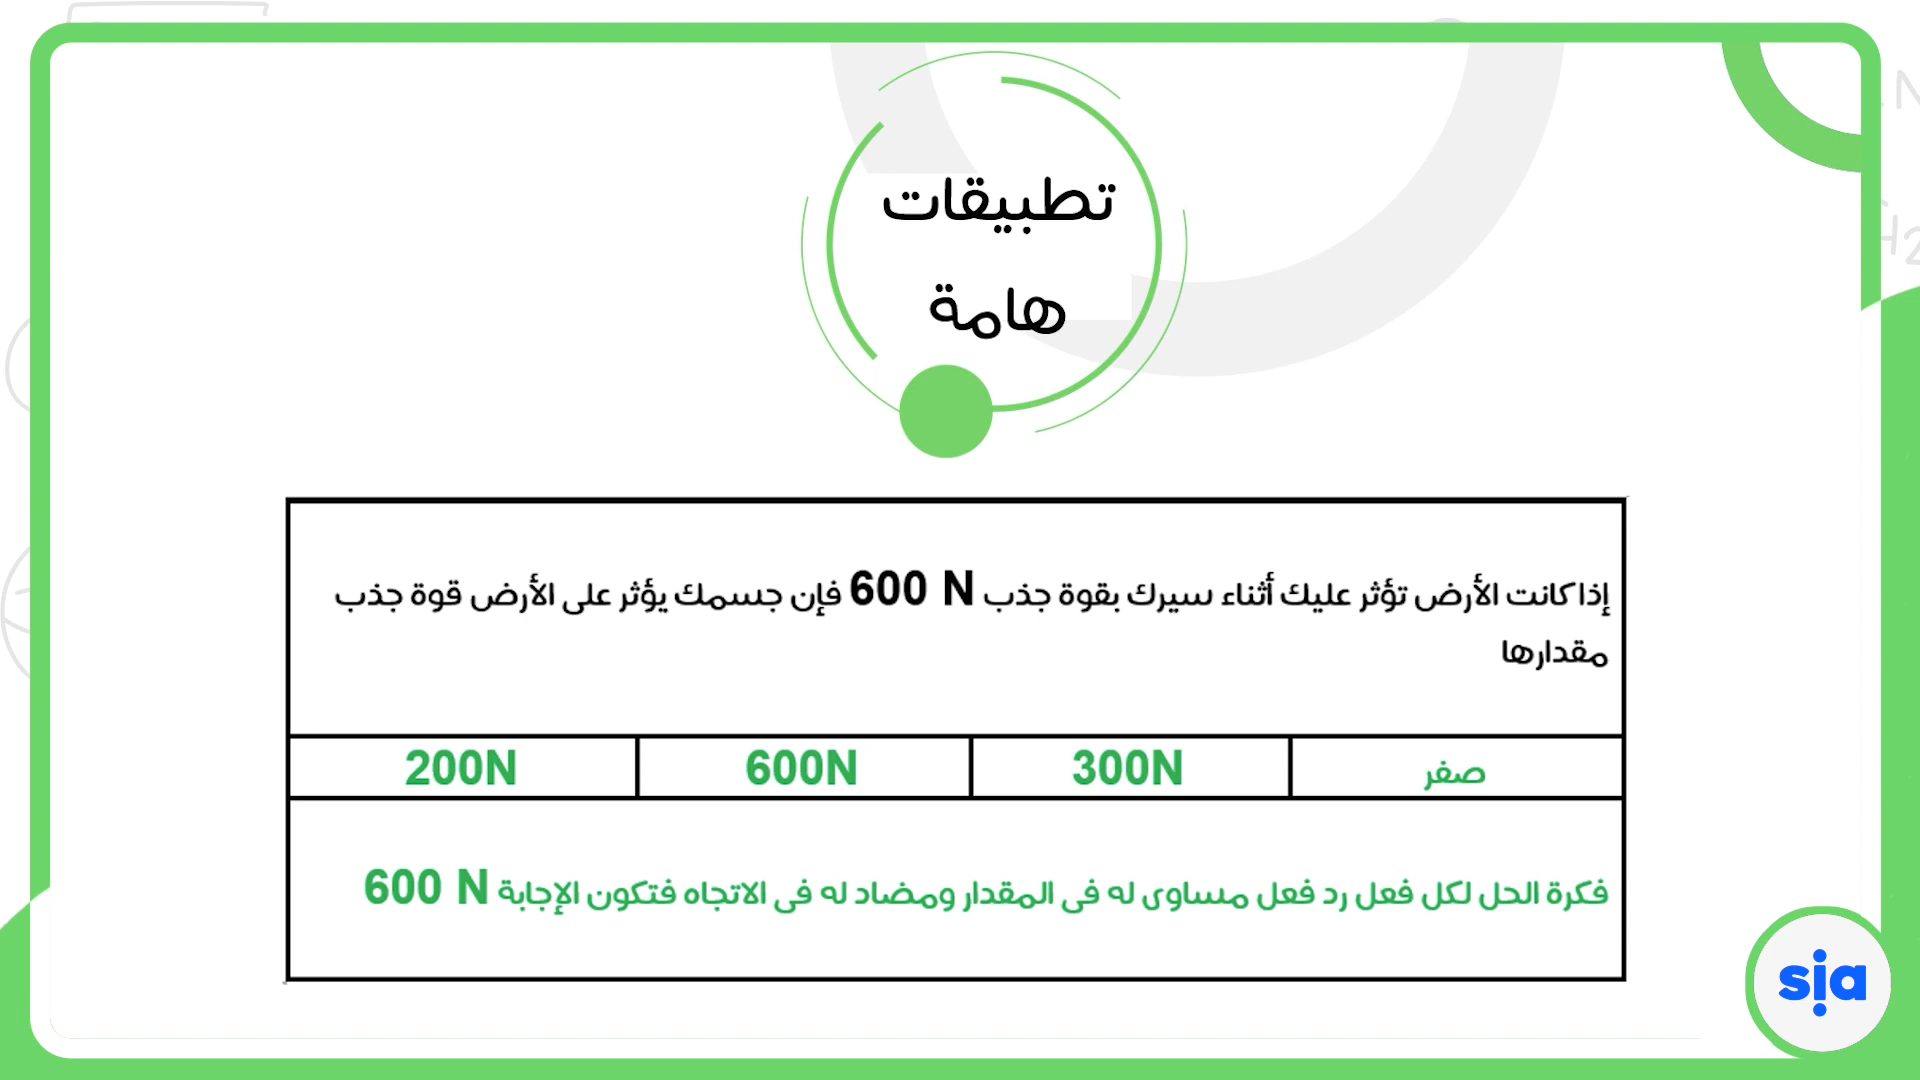 تطبيقات
هامة
إذا كانت الأرض تؤثر عليك أثناء سيرك بقوة جذب 600 N فإن جسمك يؤثر على الأرض قوة جذب
مقدارها
صفر 300N 600N 200N
فكرة الحل لكل فعل رد فعل مساوى له فى المقدار ومضاد له فى الاتجاه فتكون الإجابة 600 N
sia